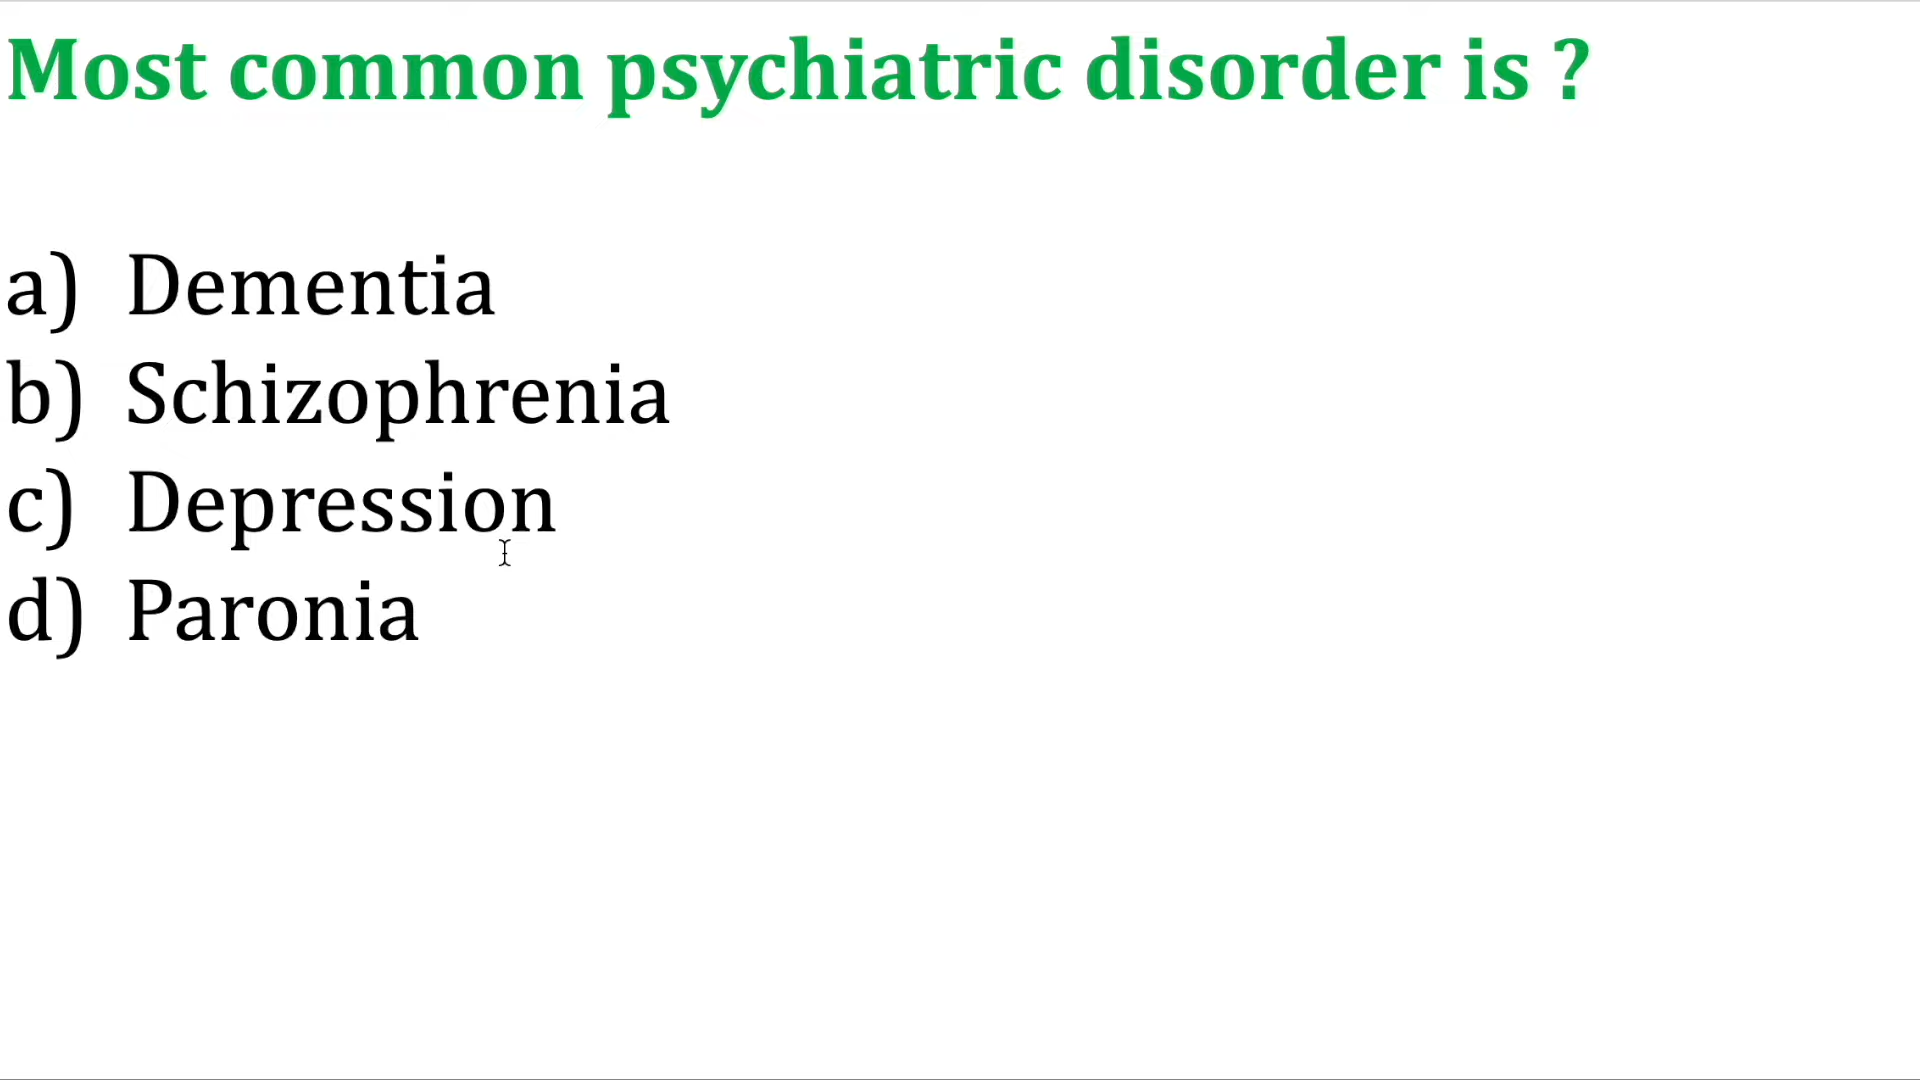 Most common psychiatric disorder is ?
a) Dementia
b) Schizophrenia
c) Depression
d) Paronia